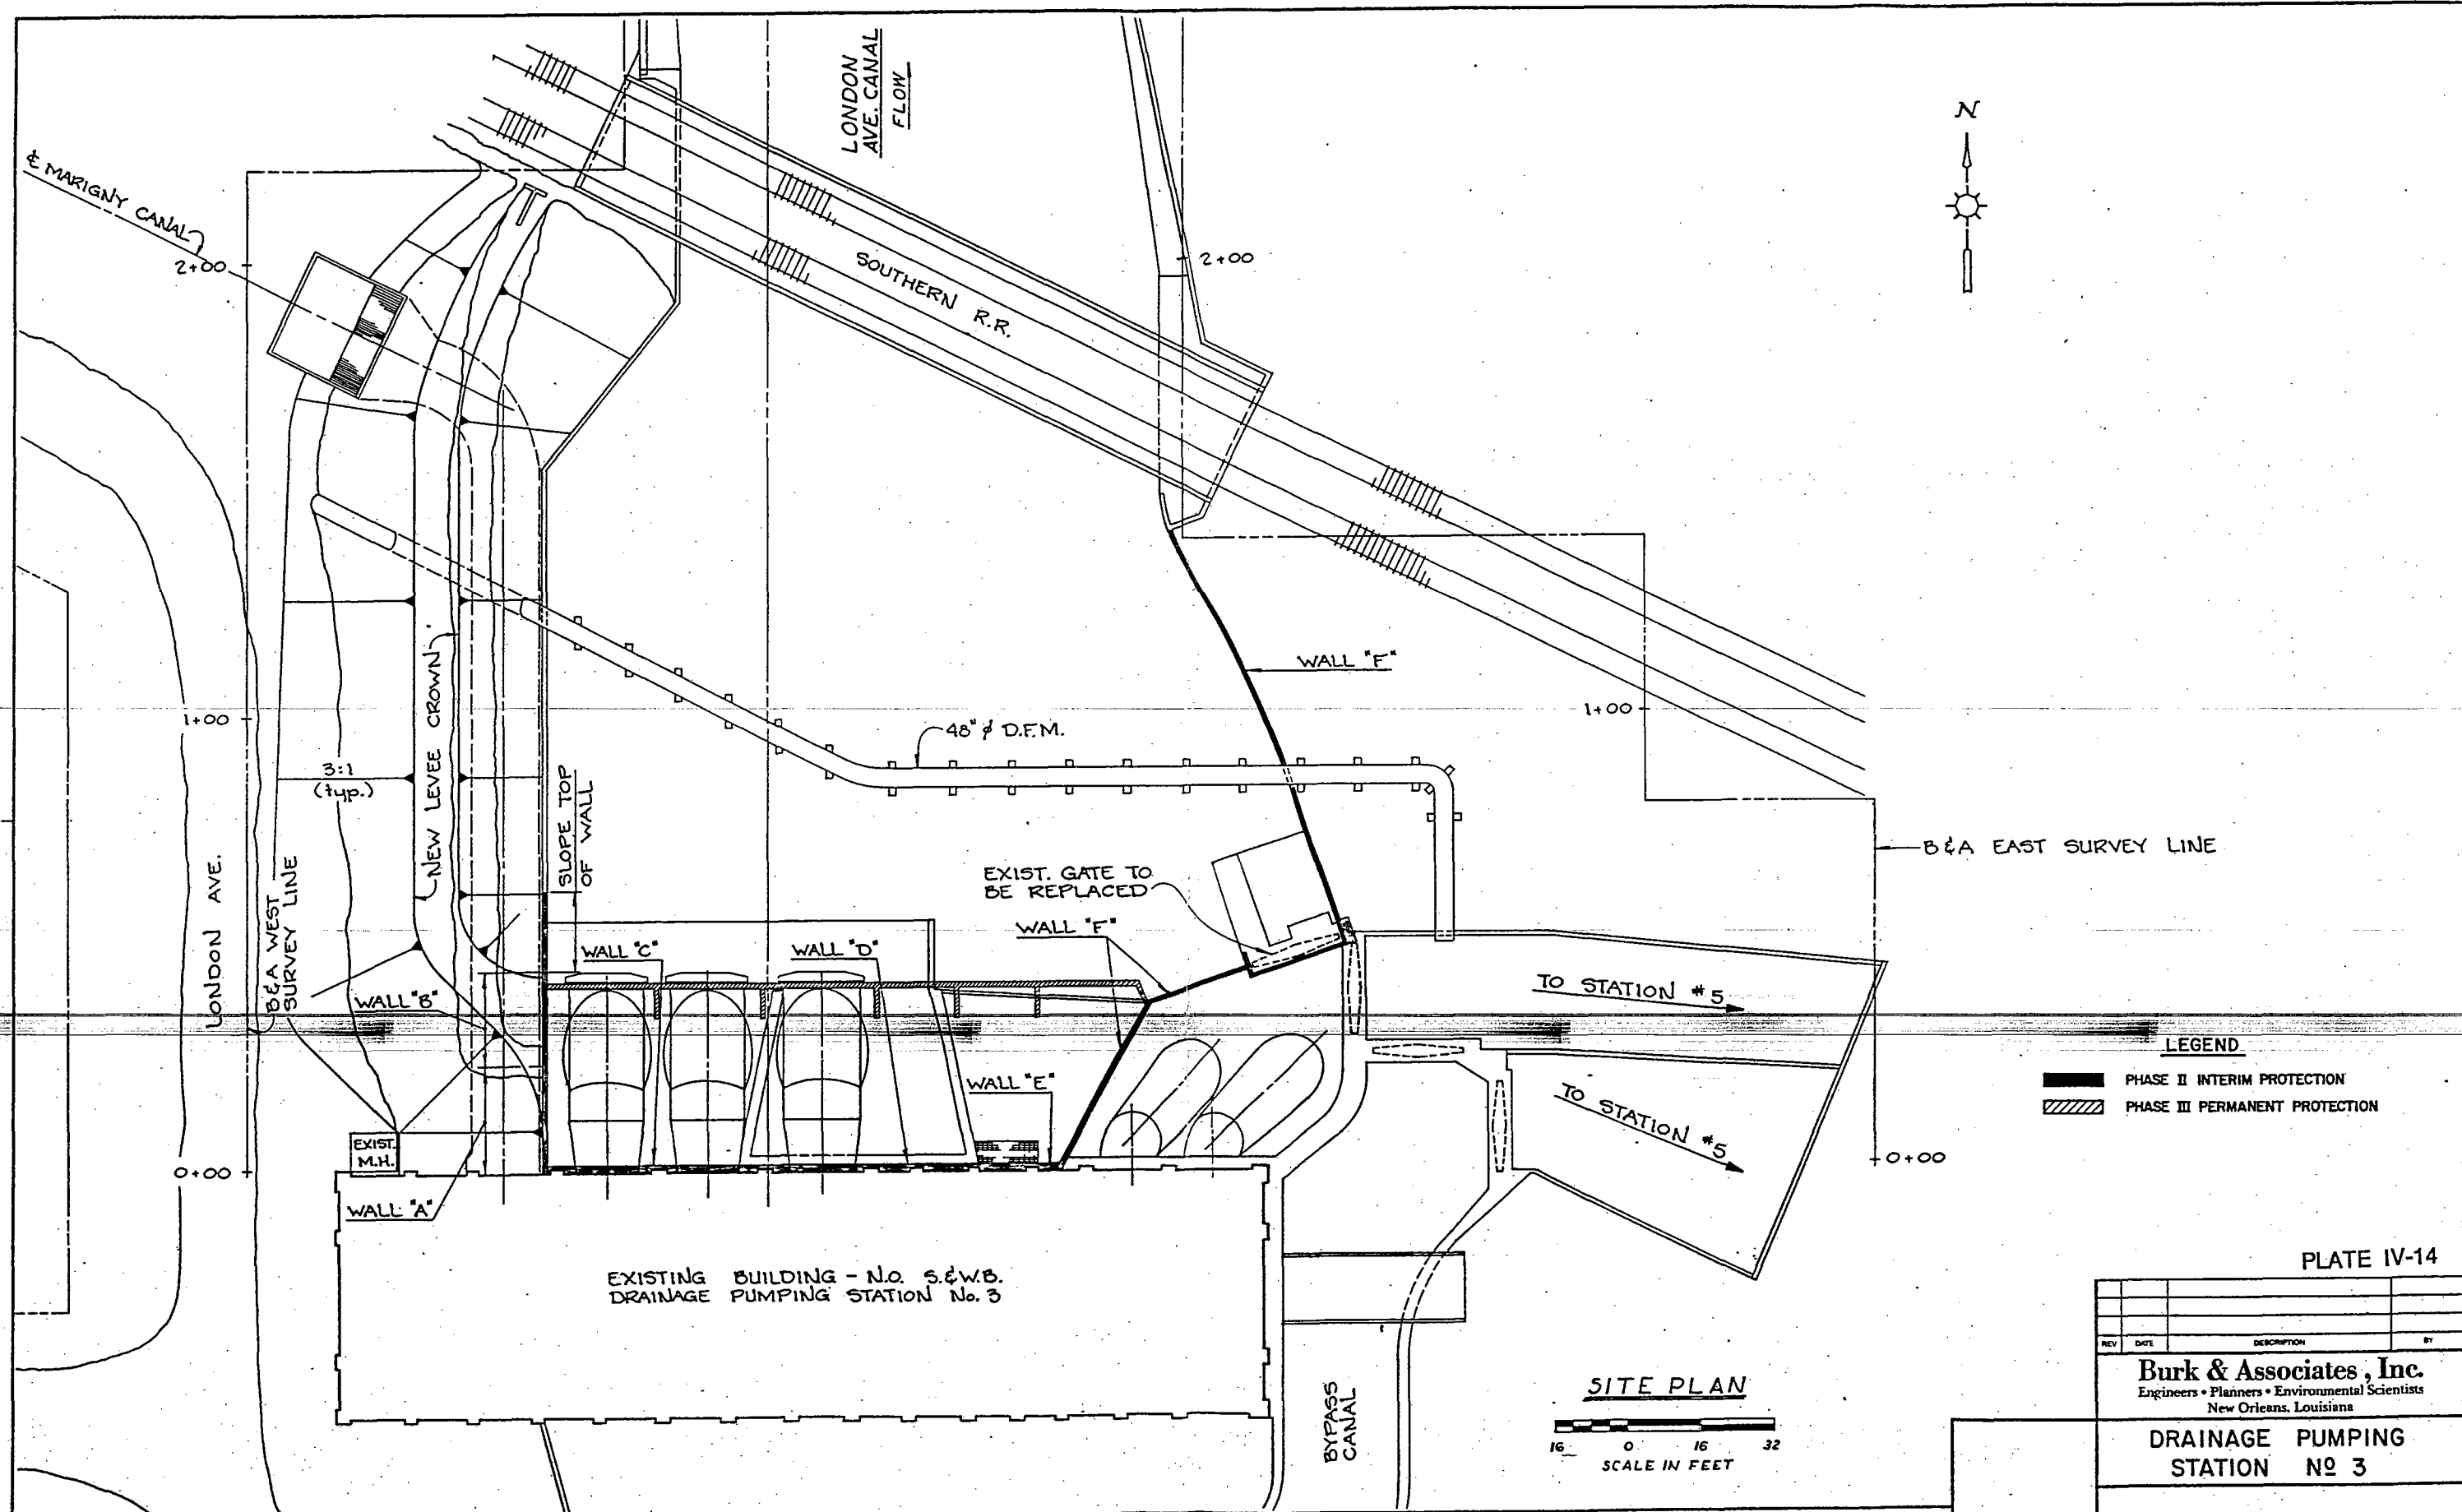 LONDON
AVE. CANAL
FLOW
N
℄ MARIGNY CANAL
2+00
2+00
SOUTHERN R.R.
WALL "F"
1+00
1+00
48" ø D.F.M.
3:1
(typ.)
NEW LEVEE CROWN
SLOPE TOP
OF WALL
B&A EAST SURVEY LINE
LONDON AVE.
B&A WEST
SURVEY LINE
EXIST. GATE TO
BE REPLACED
WALL "F"
WALL "C"
WALL "D"
WALL "B"
TO STATION #5
LEGEND
PHASE II INTERIM PROTECTION
PHASE III PERMANENT PROTECTION
WALL "E"
TO STATION #5
EXIST.
M.H.
0+00
0+00
WALL "A"
EXISTING BUILDING - N.O. S.&W.B.
DRAINAGE PUMPING STATION No. 3
BYPASS
CANAL
SITE PLAN
16 0 16 32
SCALE IN FEET
PLATE IV-14
REV DATE DESCRIPTION BY
Burk & Associates, Inc.
Engineers • Planners • Environmental Scientists
New Orleans, Louisiana
DRAINAGE PUMPING
STATION Nº 3